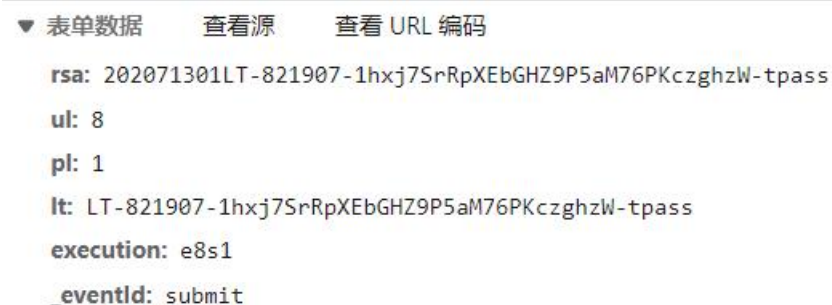 ▼ 表单数据 查看源 查看 URL 编码
rsa: 202071301LT-821907-1hxj7SrRpXEbGHZ9P5aM76PKczghzW-tpass
ul: 8
pl: 1
lt: LT-821907-1hxj7SrRpXEbGHZ9P5aM76PKczghzW-tpass
execution: e8s1
_eventId: submit